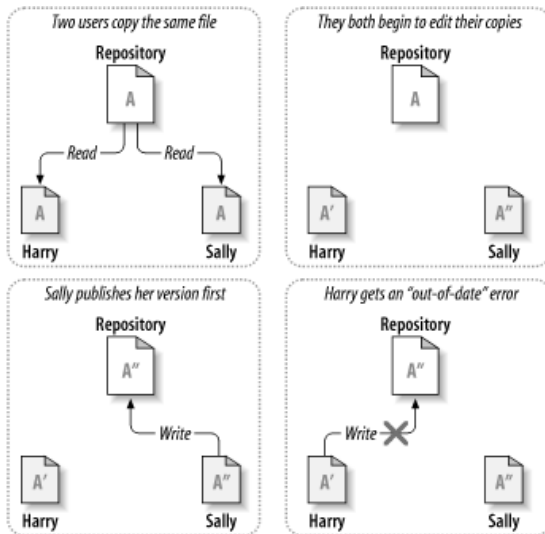 Two users copy the same file
Repository
A
Read
Read
A
A
Harry
Sally
They both begin to edit their copies
Repository
A
A'
A"
Harry
Sally
Sally publishes her version first
Repository
A"
Write
A'
A"
Harry
Sally
Harry gets an “out-of-date” error
Repository
A"
Write
A'
A"
Harry
Sally